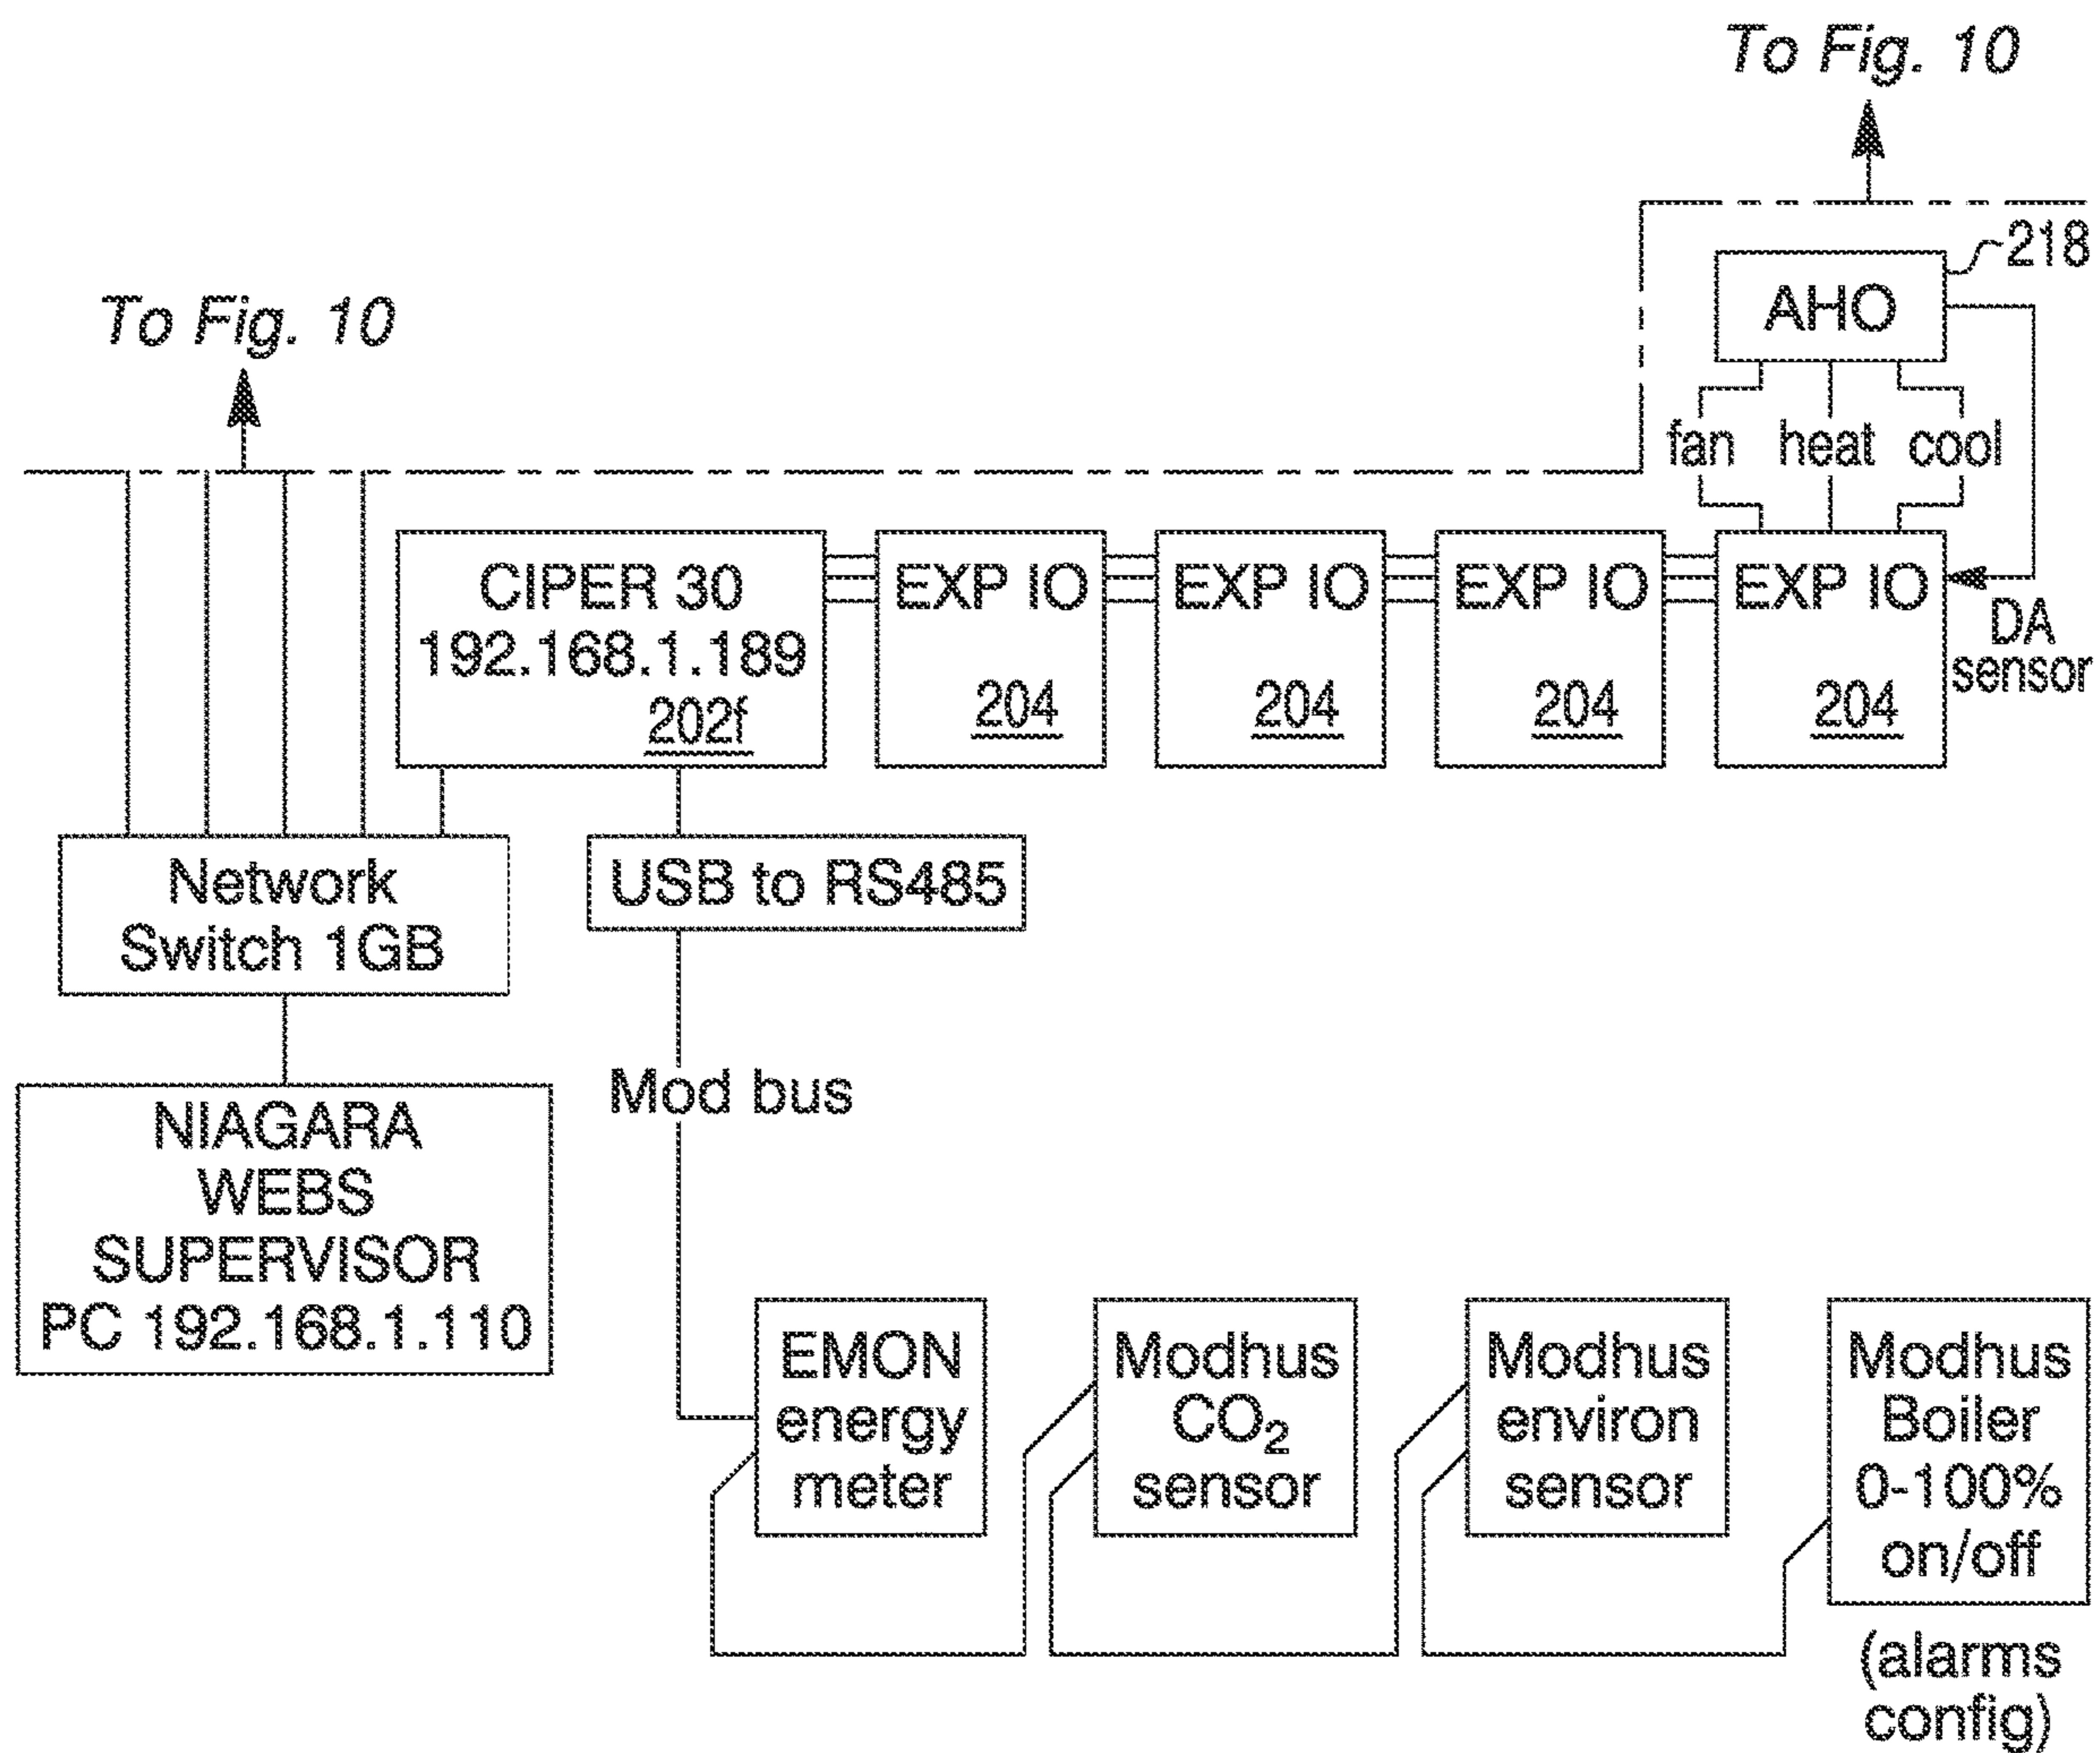 To Fig. 10
To Fig. 10
218
AHO
fan heat cool
CIPER 30
192.168.1.189
202f
EXP IO
204
EXP IO
204
EXP IO
204
EXP IO
204
DA
sensor
Network
Switch 1GB
USB to RS485
Mod bus
NIAGARA
WEBS
SUPERVISOR
PC 192.168.1.110
EMON
energy
meter
Modhus
CO₂
sensor
Modhus
environ
sensor
Modhus
Boiler
0-100%
on/off
(alarms
config)